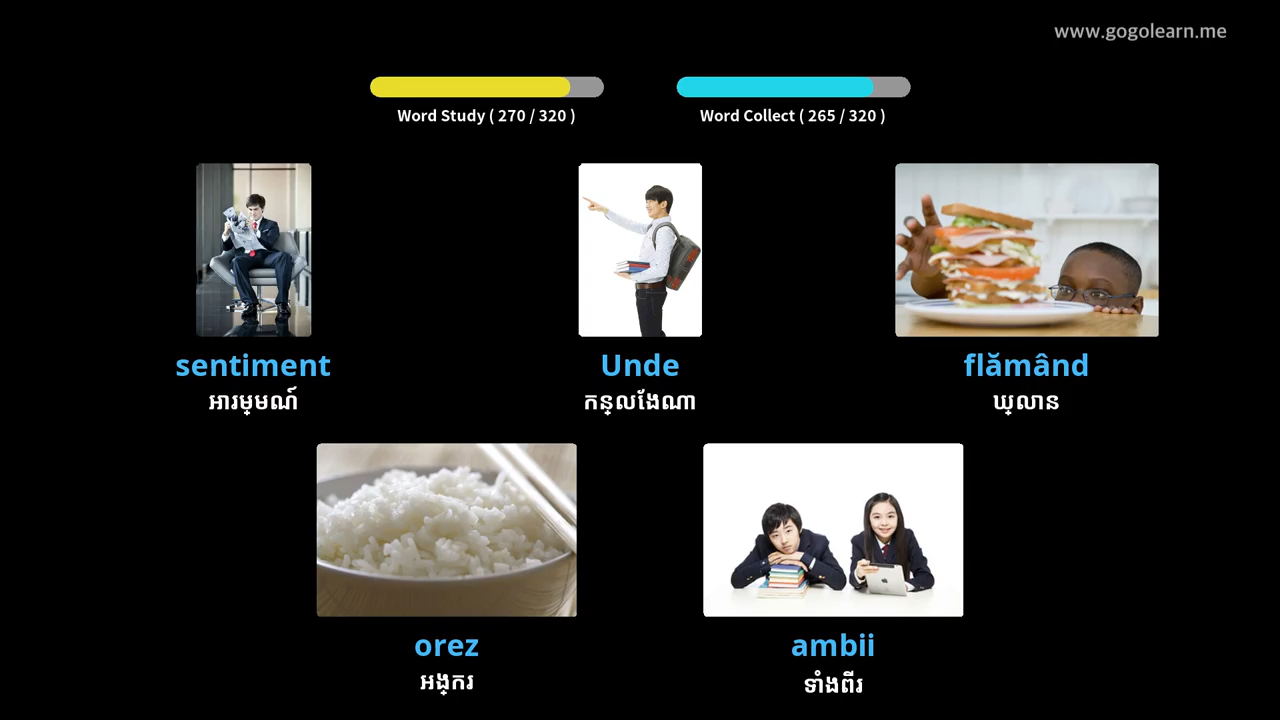 www.gogolearn.me
Word Study ( 270 / 320 )
Word Collect ( 265 / 320 )
sentiment
អារម្មណ៍
Unde
កន្លែងណា
flămând
ឃ្លាន
orez
អង្ករ
ambii
ទាំងពីរ